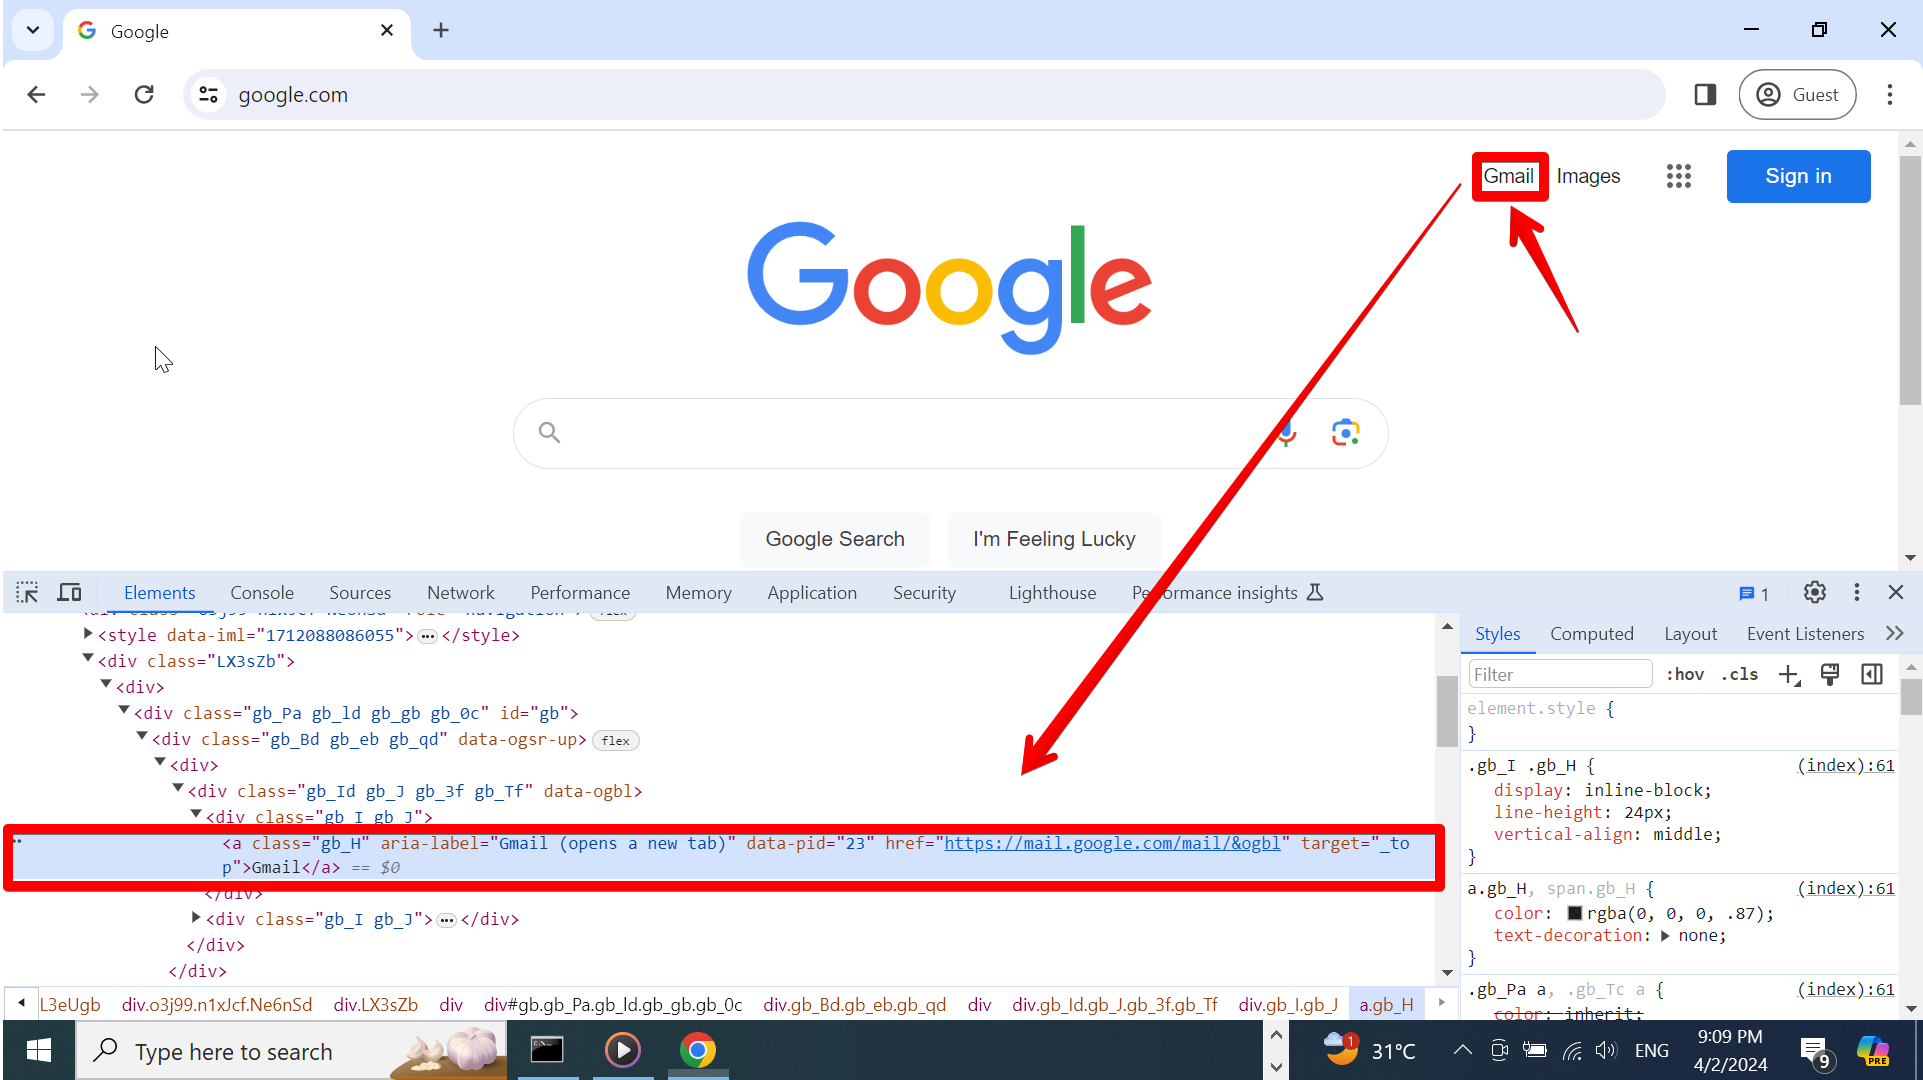 Google
google.com
Guest
Gmail Images Sign in
Google
Google Search I'm Feeling Lucky
Elements Console Sources Network Performance Memory Application Security Lighthouse Performance insights 1
<style data-iml="1712088086055">…</style>
<div class="LX3sZb">
<div>
<div class="gb_Pa gb_ld gb_gb gb_0c" id="gb">
<div class="gb_Bd gb_eb gb_qd" data-ogsr-up> flex
<div>
<div class="gb_Id gb_J gb_3f gb_Tf" data-ogbl>
<div class="gb_I gb_J">
<a class="gb_H" aria-label="Gmail (opens a new tab)" data-pid="23" href="https://mail.google.com/mail/&ogbl" target="_to
p">Gmail</a> == $0
</div>
<div class="gb_I gb_J">…</div>
</div>
</div>
L3eUgb div.o3j99.n1xJcf.Ne6nSd div.LX3sZb div div#gb.gb_Pa.gb_ld.gb_gb.gb_0c div.gb_Bd.gb_eb.gb_qd div div.gb_Id.gb_J.gb_3f.gb_Tf div.gb_I.gb_J a.gb_H
Styles Computed Layout Event Listeners
Filter :hov .cls
element.style {
}
.gb_I .gb_H { (index):61
display: inline-block;
line-height: 24px;
vertical-align: middle;
}
a.gb_H, span.gb_H { (index):61
color: rgba(0, 0, 0, .87);
text-decoration: none;
}
.gb_Pa a, .gb_Tc a { (index):61
color: inherit;
Type here to search
1 31°C ENG 9:09 PM 9 PRE
4/2/2024